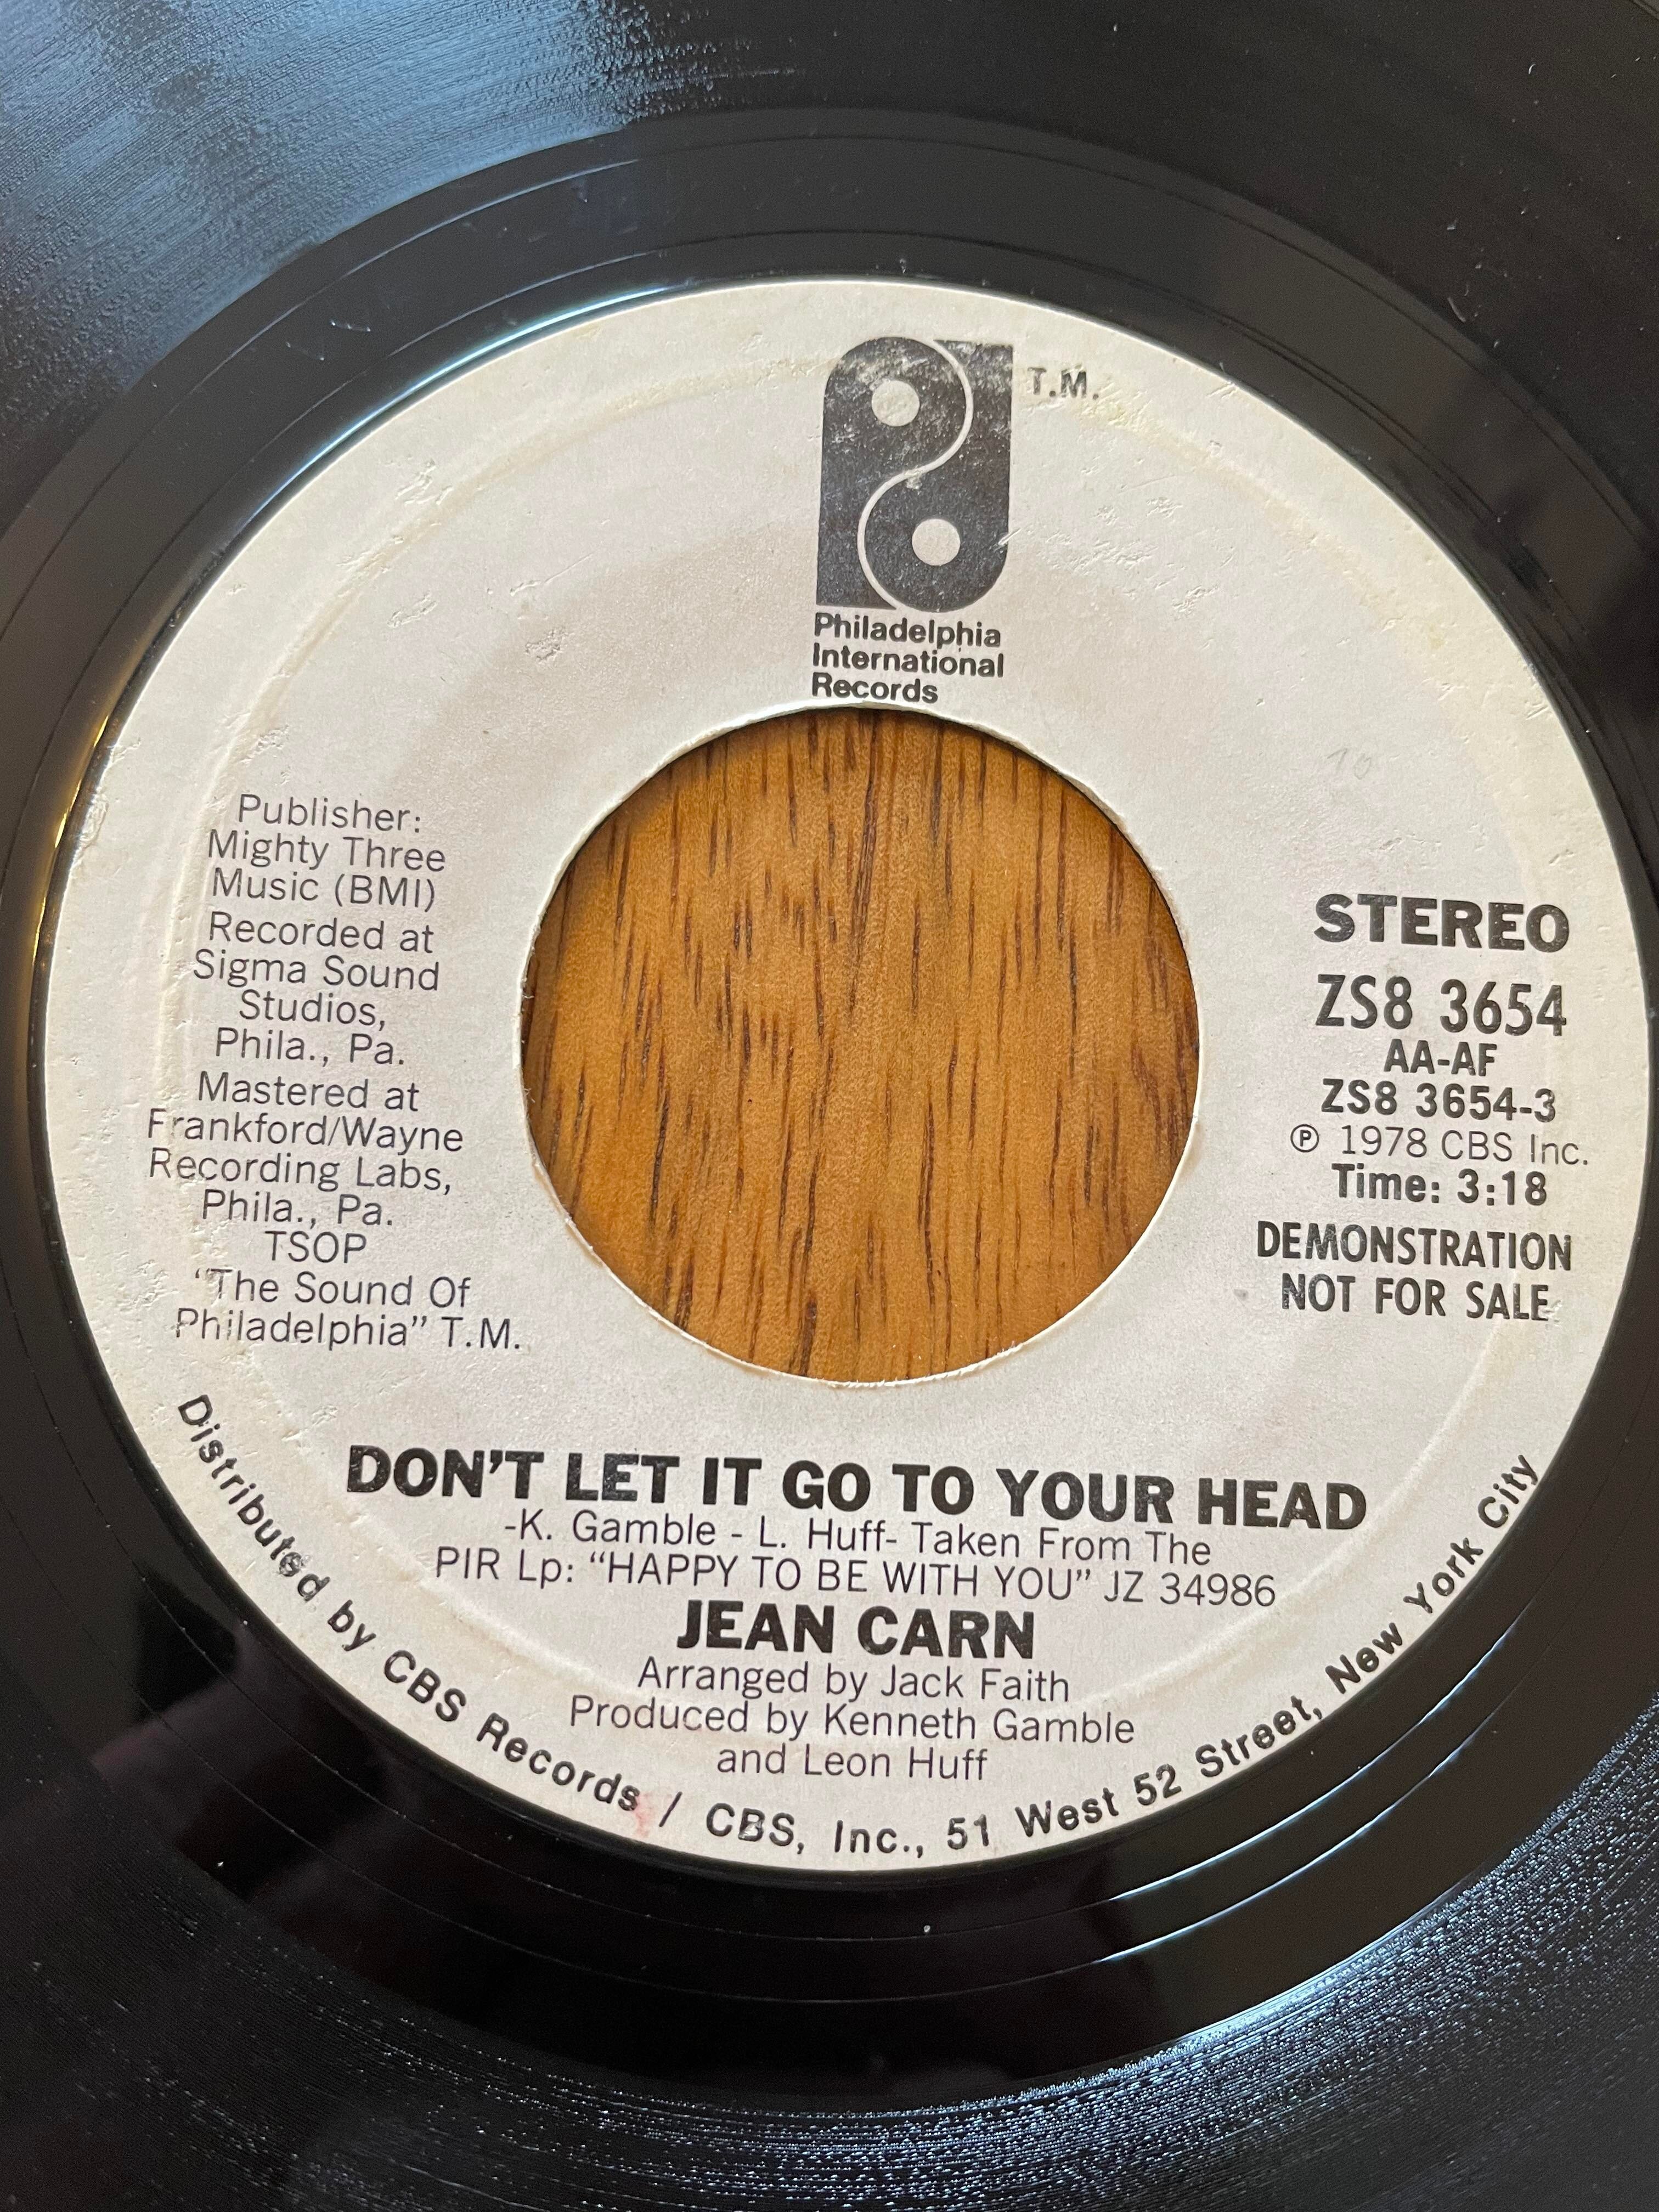 T.M.
Philadelphia
International
Records
10
Publisher:
Mighty Three
Music (BMI)
Recorded at
Sigma Sound
Studios,
Phila., Pa.
Mastered at
Frankford/Wayne
Recording Labs,
Phila., Pa.
TSOP
"The Sound Of
Philadelphia" T.M.
STEREO
ZS8 3654
AA-AF
ZS8 3654-3
℗ 1978 CBS Inc.
Time: 3:18
DEMONSTRATION
NOT FOR SALE
DON'T LET IT GO TO YOUR HEAD
-K. Gamble - L. Huff- Taken From The
PIR Lp: "HAPPY TO BE WITH YOU" JZ 34986
JEAN CARN
Arranged by Jack Faith
Produced by Kenneth Gamble
and Leon Huff
Distributed by CBS Records / CBS, Inc., 51 West 52 Street, New York City